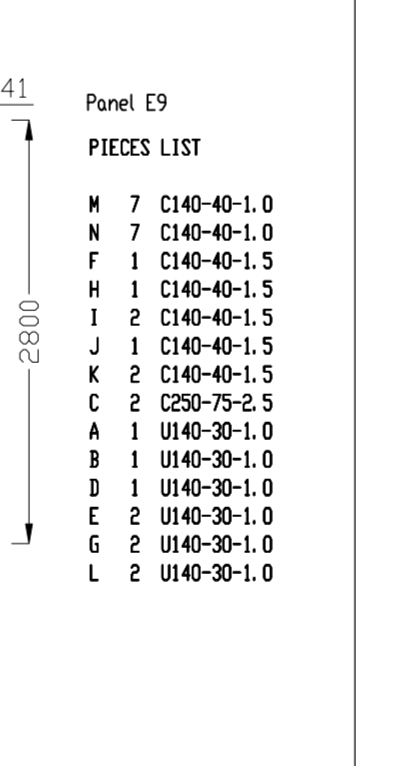 41
Panel E9
PIECES LIST
M 7 C140-40-1.0
N 7 C140-40-1.0
F 1 C140-40-1.5
H 1 C140-40-1.5
I 2 C140-40-1.5
J 1 C140-40-1.5
K 2 C140-40-1.5
C 2 C250-75-2.5
A 1 U140-30-1.0
B 1 U140-30-1.0
D 1 U140-30-1.0
E 2 U140-30-1.0
G 2 U140-30-1.0
L 2 U140-30-1.0
2800